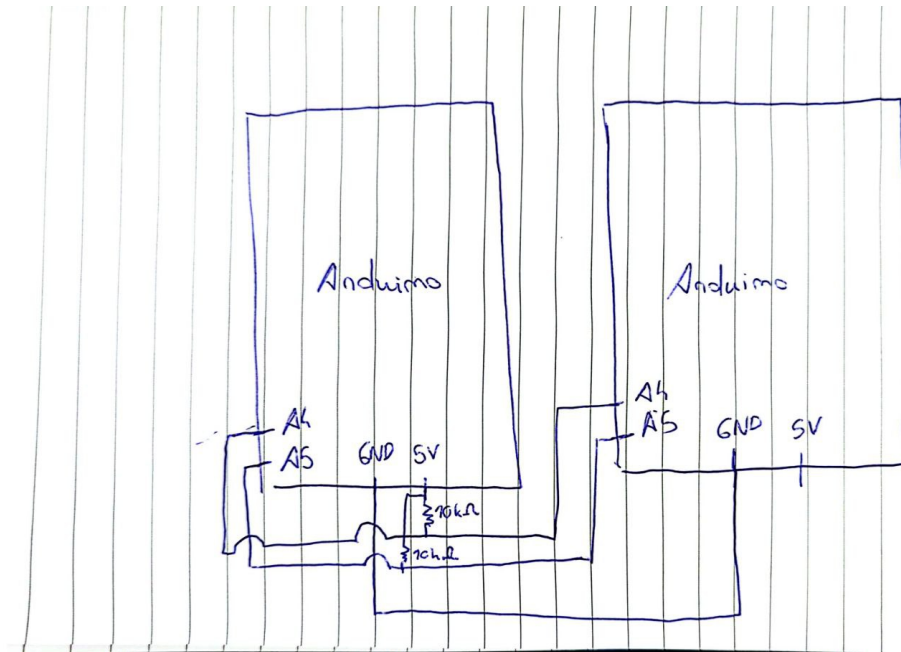 Arduino
Arduino
A4
A5
GND 5V
10kΩ
10kΩ
A4
A5
GND 5V